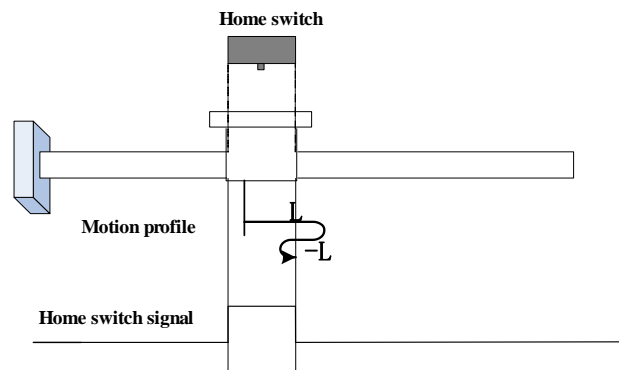 Home switch
L
Motion profile
−L
Home switch signal